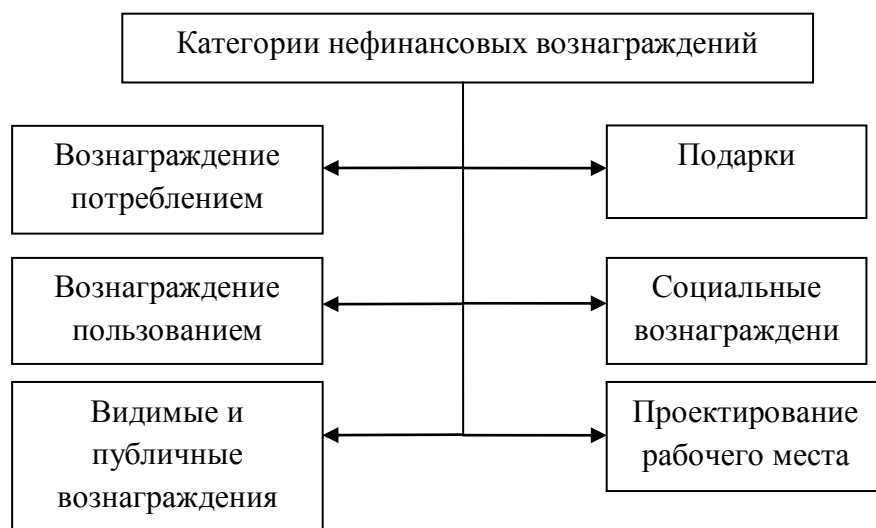 Категории нефинансовых вознаграждений
Вознаграждение
потреблением
Подарки
Вознаграждение
пользованием
Социальные
вознаграждени
Видимые и
публичные
вознаграждения
Проектирование
рабочего места